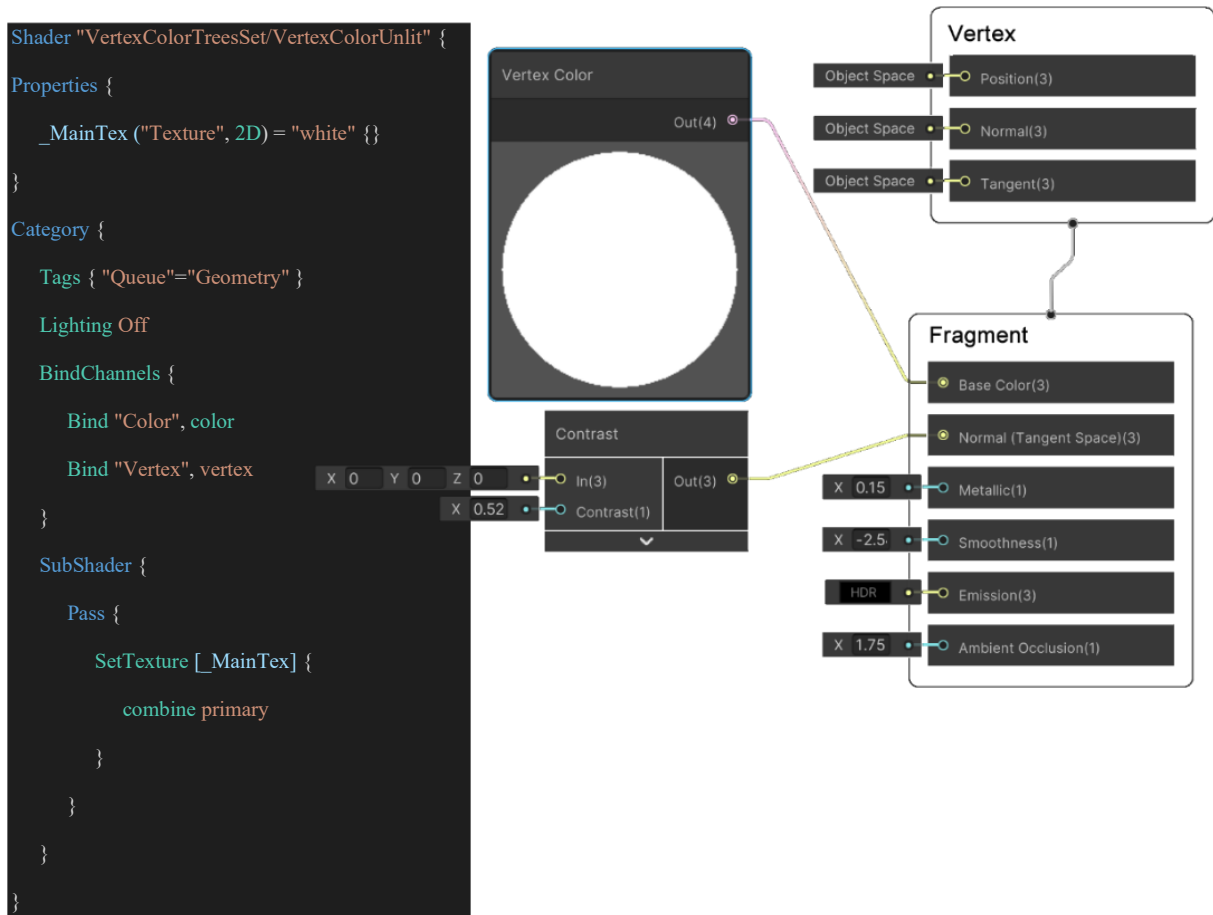 Shader "VertexColorTreesSet/VertexColorUnlit" {
Properties {
_MainTex ("Texture", 2D) = "white" {}
}
Category {
Tags { "Queue"="Geometry" }
Lighting Off
BindChannels {
Bind "Color", color
Bind "Vertex", vertex
}
SubShader {
Pass {
SetTexture [_MainTex] {
combine primary
}
}
}
}
Vertex Color
Out(4)
Contrast
X 0 Y 0 Z 0
In(3)
Out(3)
X 0.52
Contrast(1)
Vertex
Object Space
Position(3)
Object Space
Normal(3)
Object Space
Tangent(3)
Fragment
Base Color(3)
Normal (Tangent Space)(3)
X 0.15
Metallic(1)
X -2.5
Smoothness(1)
HDR
Emission(3)
X 1.75
Ambient Occlusion(1)